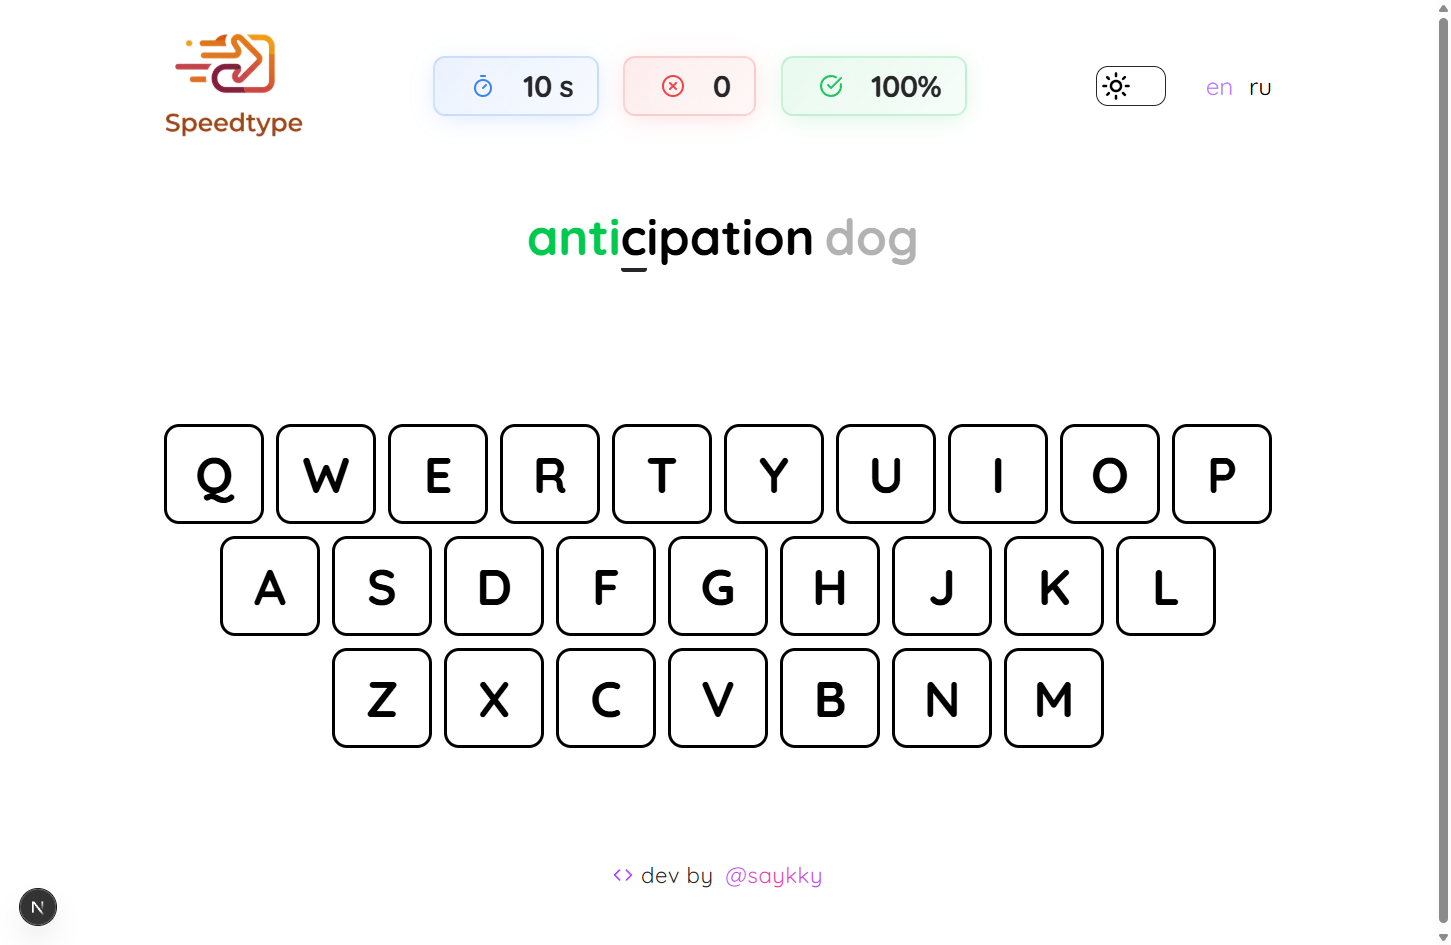 Speedtype
10 s
0
100%
en ru
anticipation dog
Q W E R T Y U I O P
A S D F G H J K L
Z X C V B N M
<> dev by @saykky
N